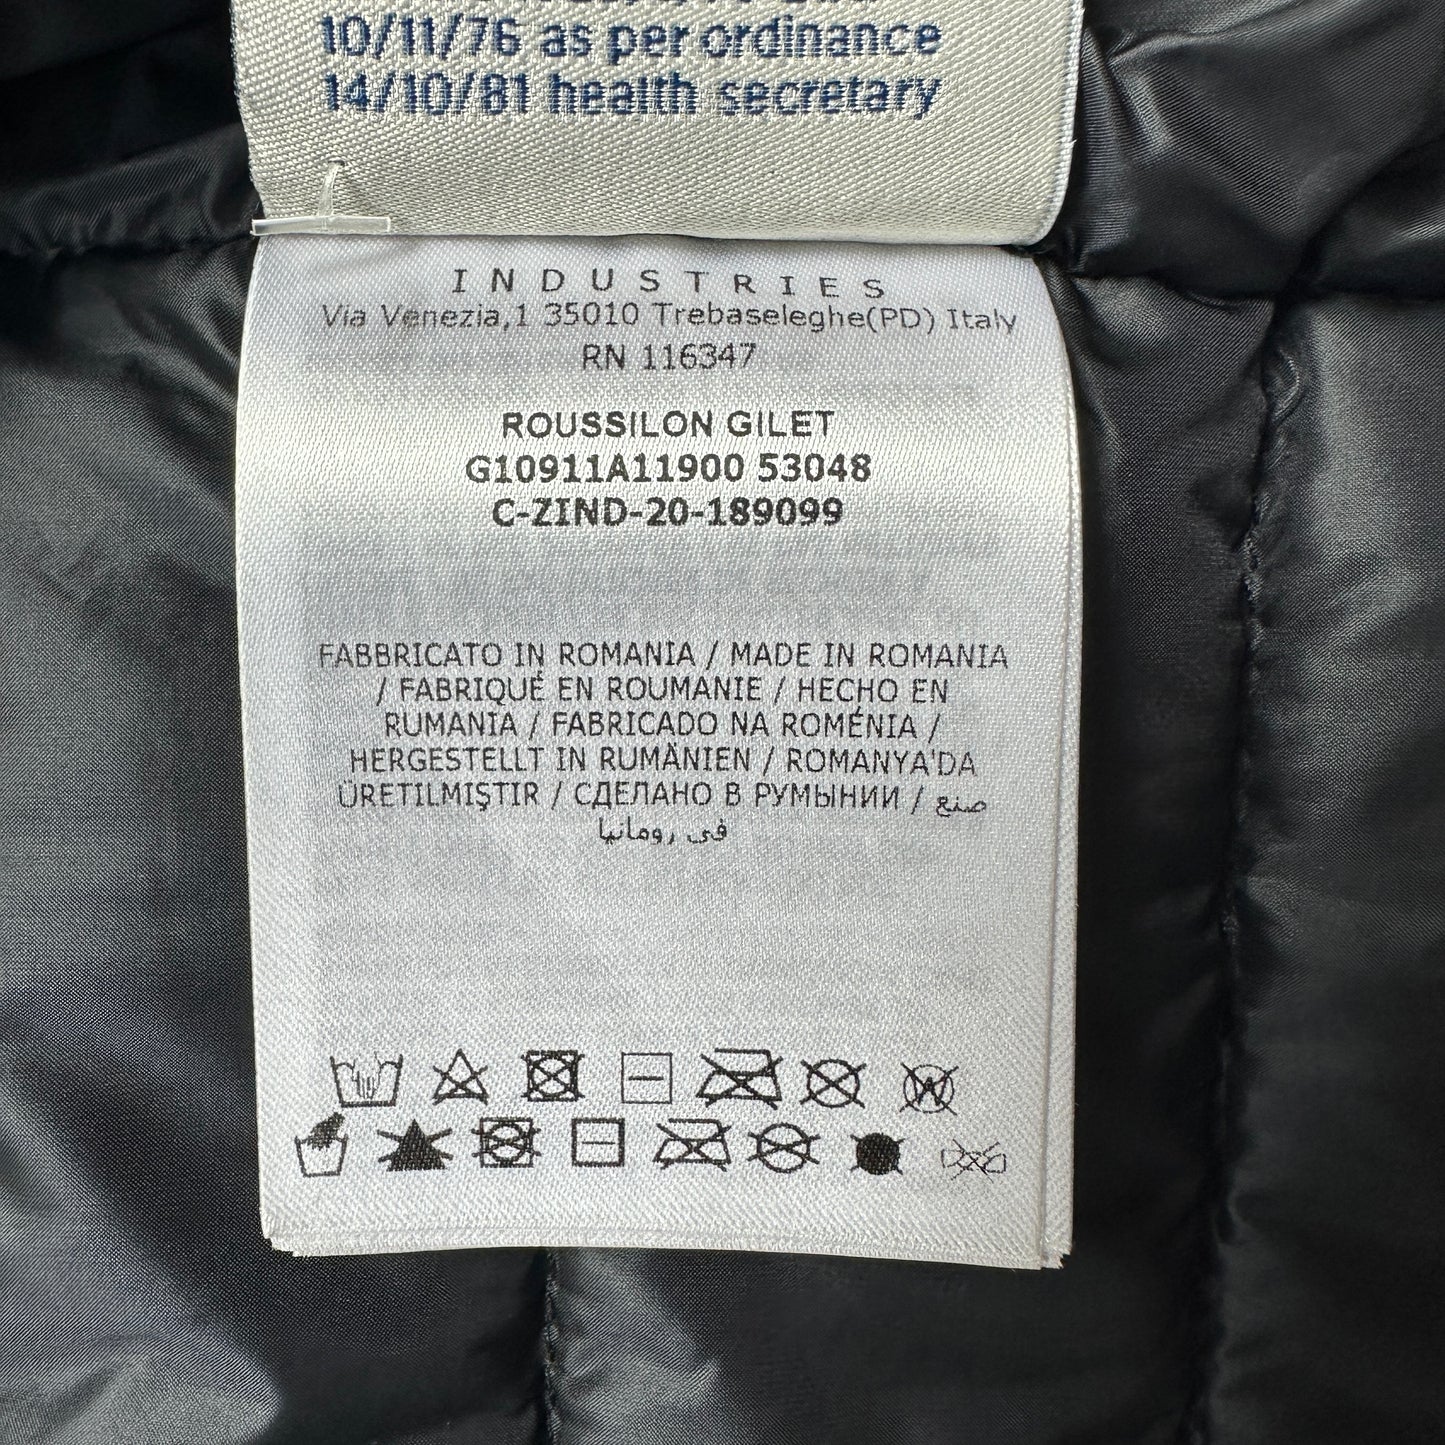 10/11/76 as per ordinance
14/10/81 health secretary
INDUSTRIES
Via Venezia,1 35010 Trebaseleghe(PD) Italy
RN 116347
ROUSSILON GILET
G10911A11900 53048
C-ZIND-20-189099
FABBRICATO IN ROMANIA / MADE IN ROMANIA
/ FABRIQUÉ EN ROUMANIE / HECHO EN
RUMANIA / FABRICADO NA ROMÉNIA /
HERGESTELLT IN RUMÄNIEN / ROMANYA'DA
ÜRETILMIŞTIR / СДЕЛАНО В РУМЫНИИ / صنع
في رومانيا
W